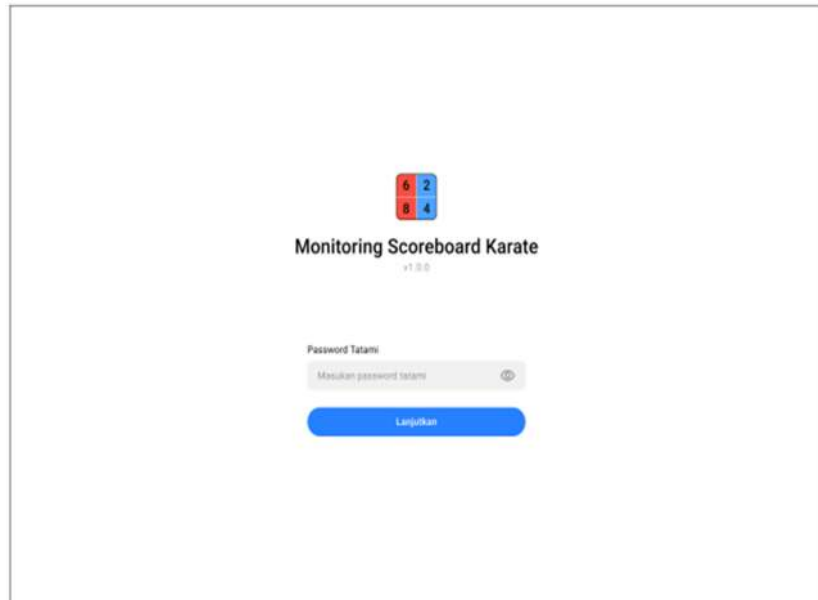 6 2
8 4
Monitoring Scoreboard Karate
v1.0.0
Password Tatami
Masukan password tatami
Lanjutkan